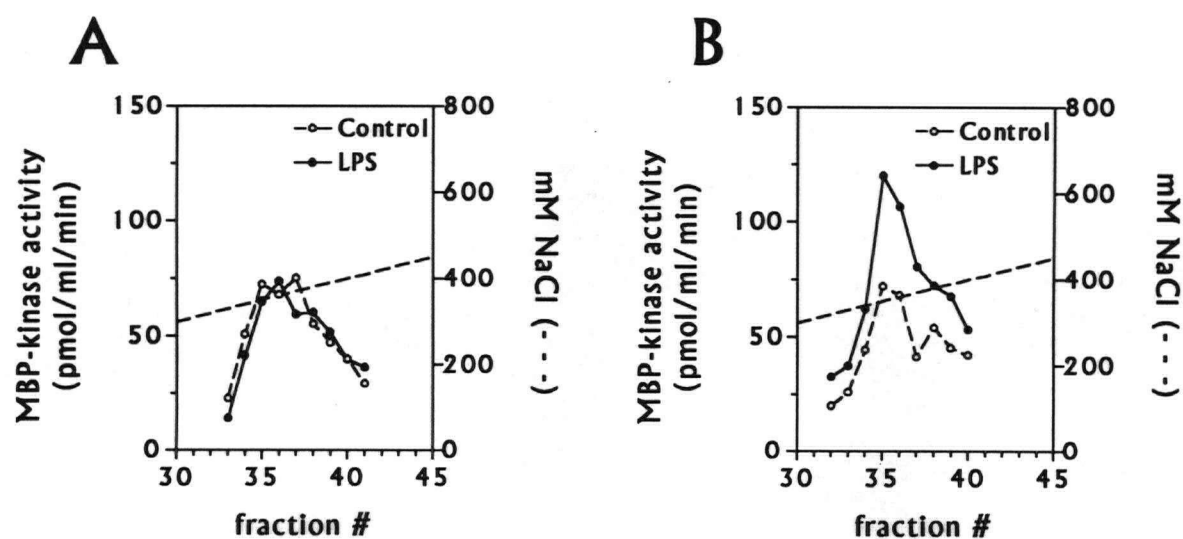 A
150
100
50
0
MBP-kinase activity
(pmol/ml/min)
Control
LPS
800
600
400
200
0
mM NaCl (- - -)
30
35
40
45
fraction #
B
150
100
50
0
MBP-kinase activity
(pmol/ml/min)
Control
LPS
800
600
400
200
0
mM NaCl (- - -)
30
35
40
45
fraction #